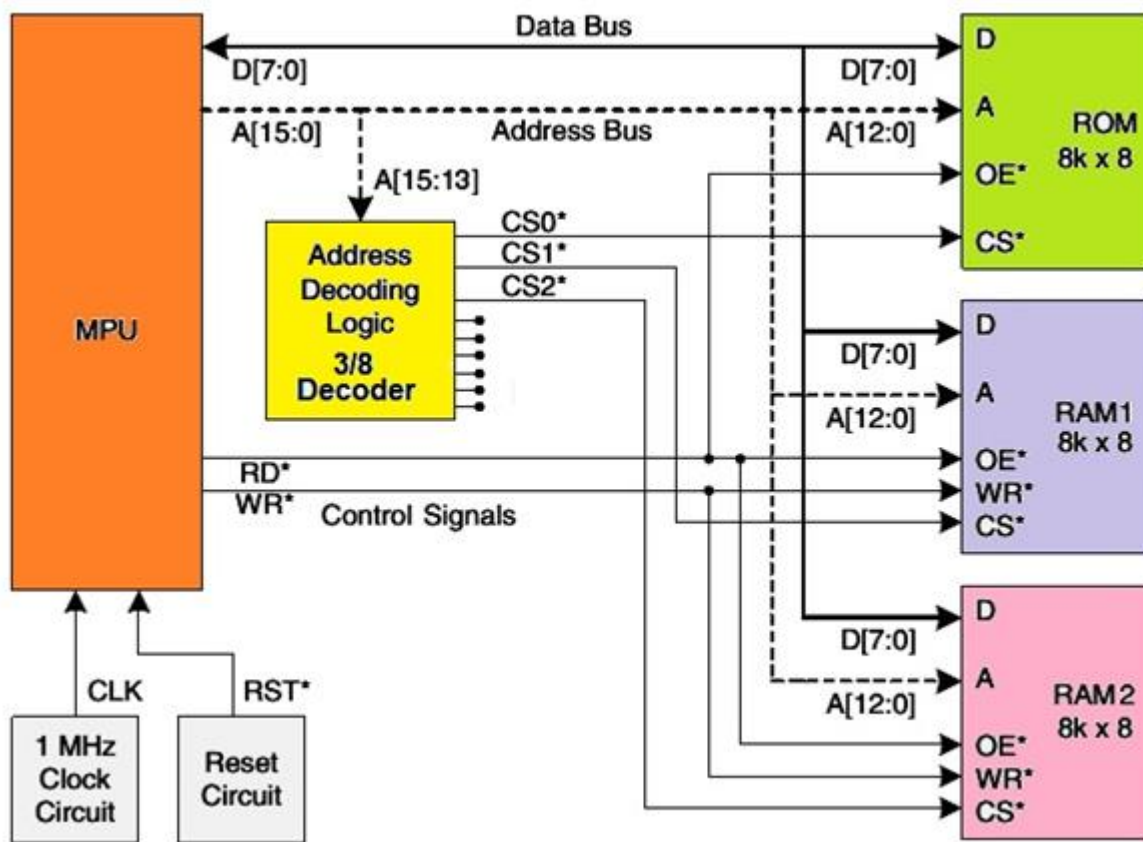 Data Bus
D[7:0]
D[7:0]
D
A[15:0]
Address Bus
A[12:0]
A
ROM
8k x 8
OE*
CS*
A[15:13]
CS0*
CS1*
CS2*
Address
Decoding
Logic
3/8
Decoder
MPU
RD*
WR*
Control Signals
D
D[7:0]
A
A[12:0]
RAM1
8k x 8
OE*
WR*
CS*
D
D[7:0]
A
A[12:0]
RAM2
8k x 8
OE*
WR*
CS*
CLK
RST*
1 MHz
Clock
Circuit
Reset
Circuit